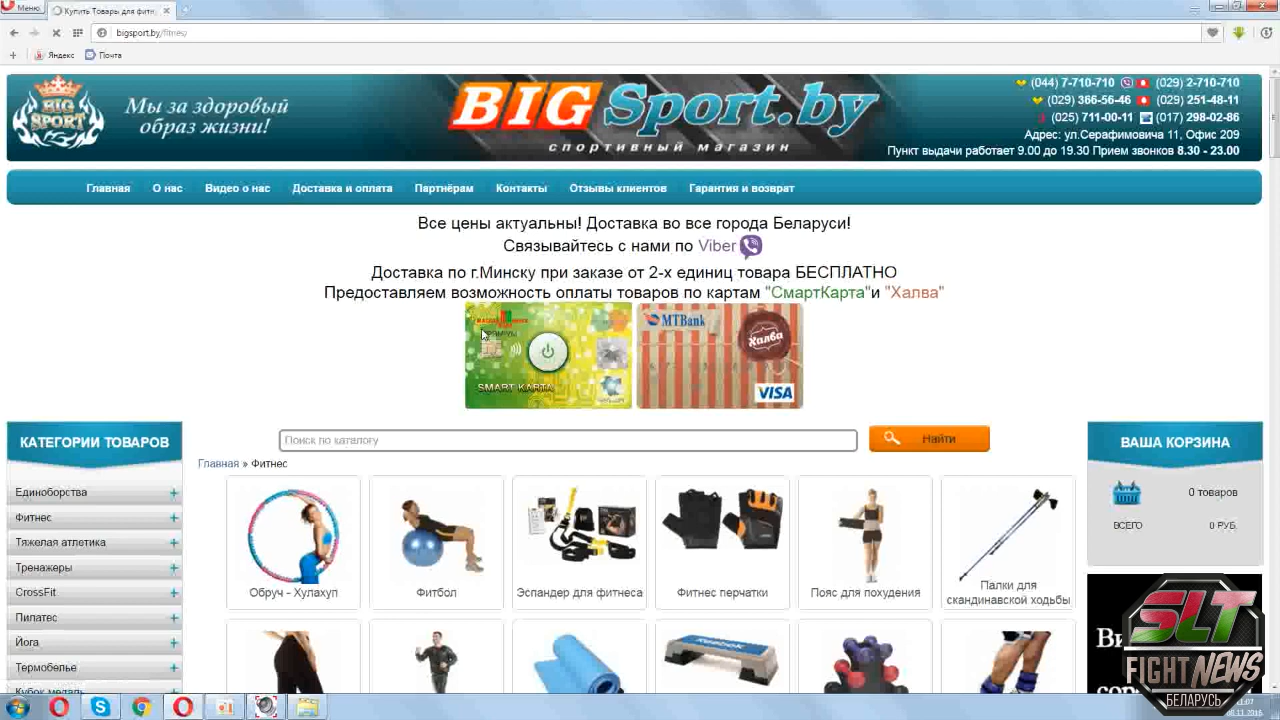 Меню
Купить Товары для фитн
bigsport.by/fitnes/
Яндекс
Почта
BIG SPORT
Мы за здоровый
образ жизни!
BIG Sport.by
спортивный магазин
(044) 7-710-710 (029) 2-710-710
(029) 366-56-46 (029) 251-48-11
(025) 711-00-11 (017) 298-02-86
Адрес: ул.Серафимовича 11, Офис 209
Пункт выдачи работает 9.00 до 19.30 Прием звонков 8.30 - 23.00
Главная О нас Видео о нас Доставка и оплата Партнёрам Контакты Отзывы клиентов Гарантия и возврат
Все цены актуальны! Доставка во все города Беларуси!
Связывайтесь с нами по Viber
Доставка по г.Минску при заказе от 2-х единиц товара БЕСПЛАТНО
Предоставляем возможность оплаты товаров по картам "СмартКарта"и "Халва"
SMART КАРТА
MTBank
Халва
VISA
КАТЕГОРИИ ТОВАРОВ
Единоборства
Фитнес
Тяжелая атлетика
Тренажеры
CrossFit
Пилатес
Йога
Термобелье
Кубок медаль
Поиск по каталогу
Найти
Главная » Фитнес
Обруч - Хулахуп
Фитбол
Эспандер для фитнеса
Фитнес перчатки
Пояс для похудения
Палки для
скандинавской ходьбы
Reebok
ВАША КОРЗИНА
0 товаров
ВСЕГО 0 РУБ.
SLT
FIGHT NEWS
БЕЛАРУСЬ